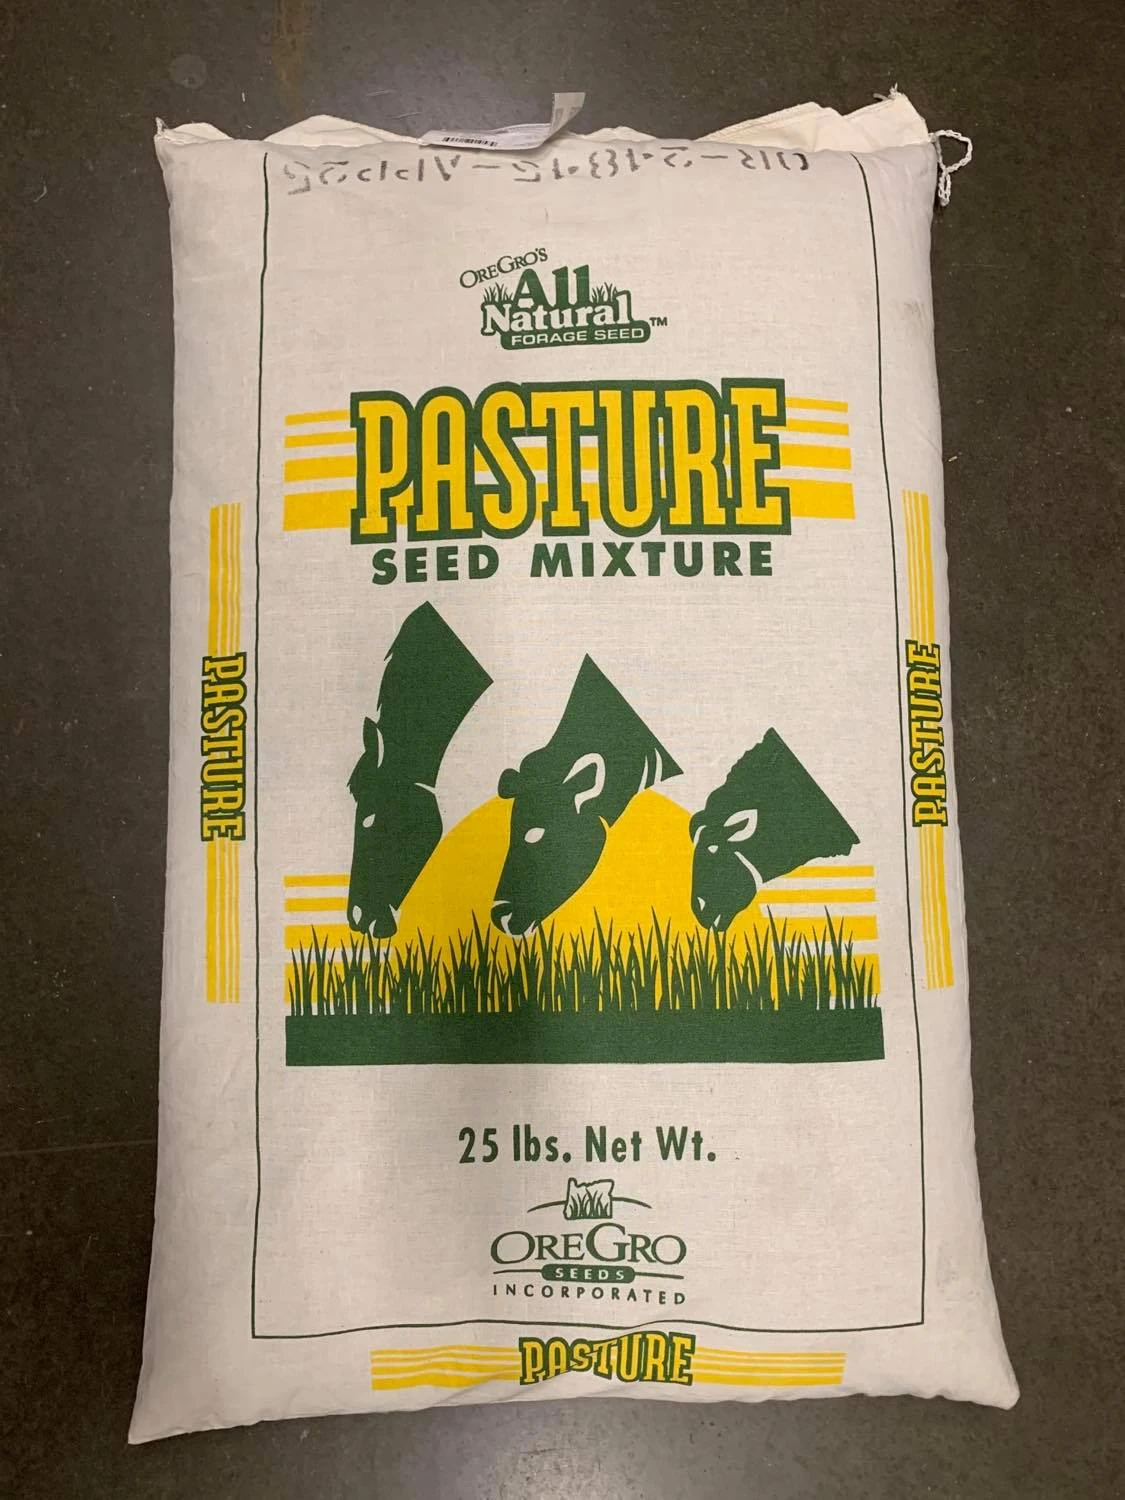 OREGRO'S
All
Natural
FORAGE SEED™
PASTURE
SEED MIXTURE
PASTURE
PASTURE
25 lbs. Net Wt.
OREGRO
SEEDS
INCORPORATED
PASTURE